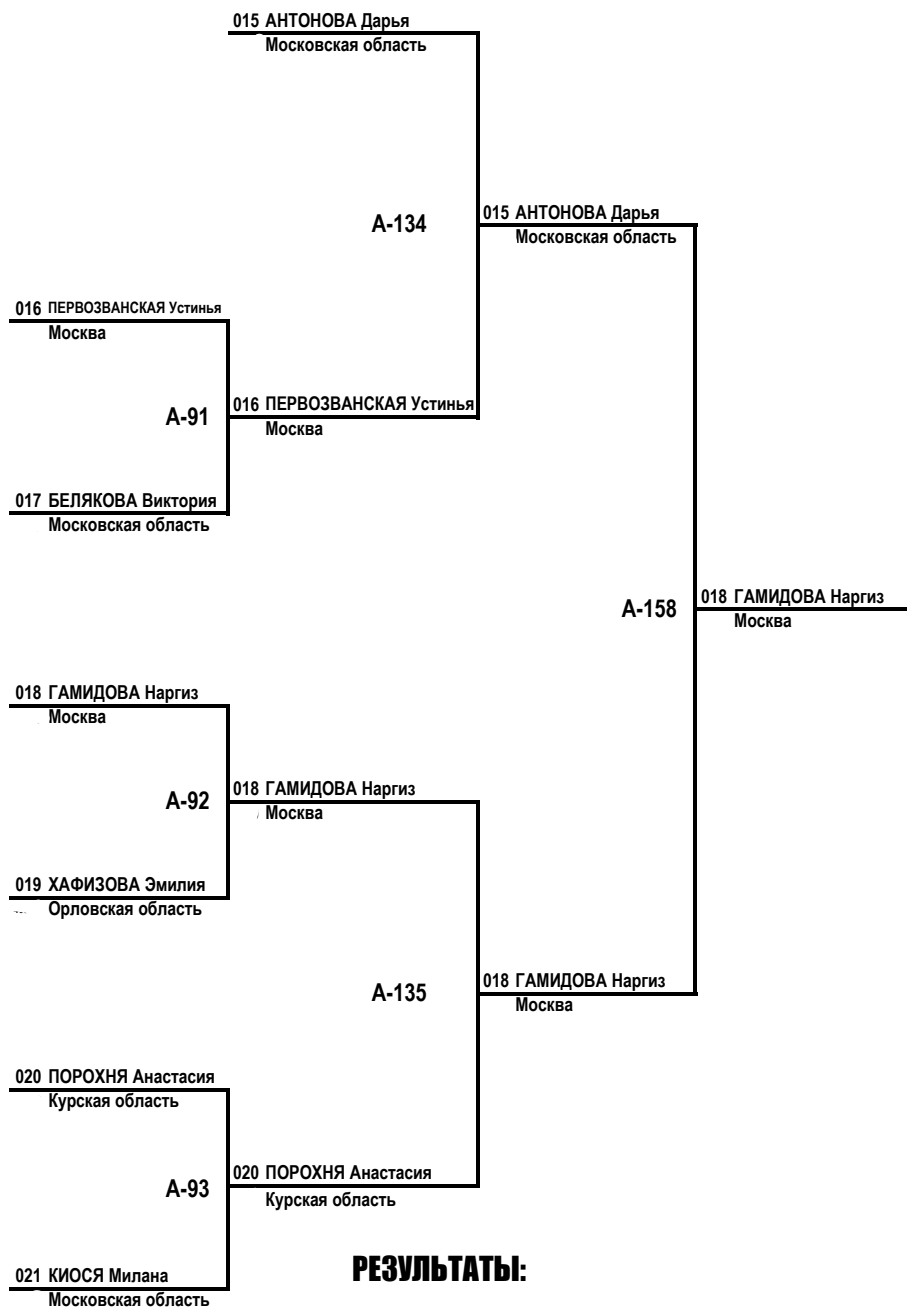 015 АНТОНОВА Дарья
Московская область
А-134
015 АНТОНОВА Дарья
Московская область
016 ПЕРВОЗВАНСКАЯ Устинья
Москва
А-91
016 ПЕРВОЗВАНСКАЯ Устинья
Москва
017 БЕЛЯКОВА Виктория
Московская область
А-158
018 ГАМИДОВА Наргиз
Москва
018 ГАМИДОВА Наргиз
Москва
А-92
018 ГАМИДОВА Наргиз
Москва
019 ХАФИЗОВА Эмилия
Орловская область
А-135
018 ГАМИДОВА Наргиз
Москва
020 ПОРОХНЯ Анастасия
Курская область
А-93
020 ПОРОХНЯ Анастасия
Курская область
021 КИОСЯ Милана
Московская область
РЕЗУЛЬТАТЫ: